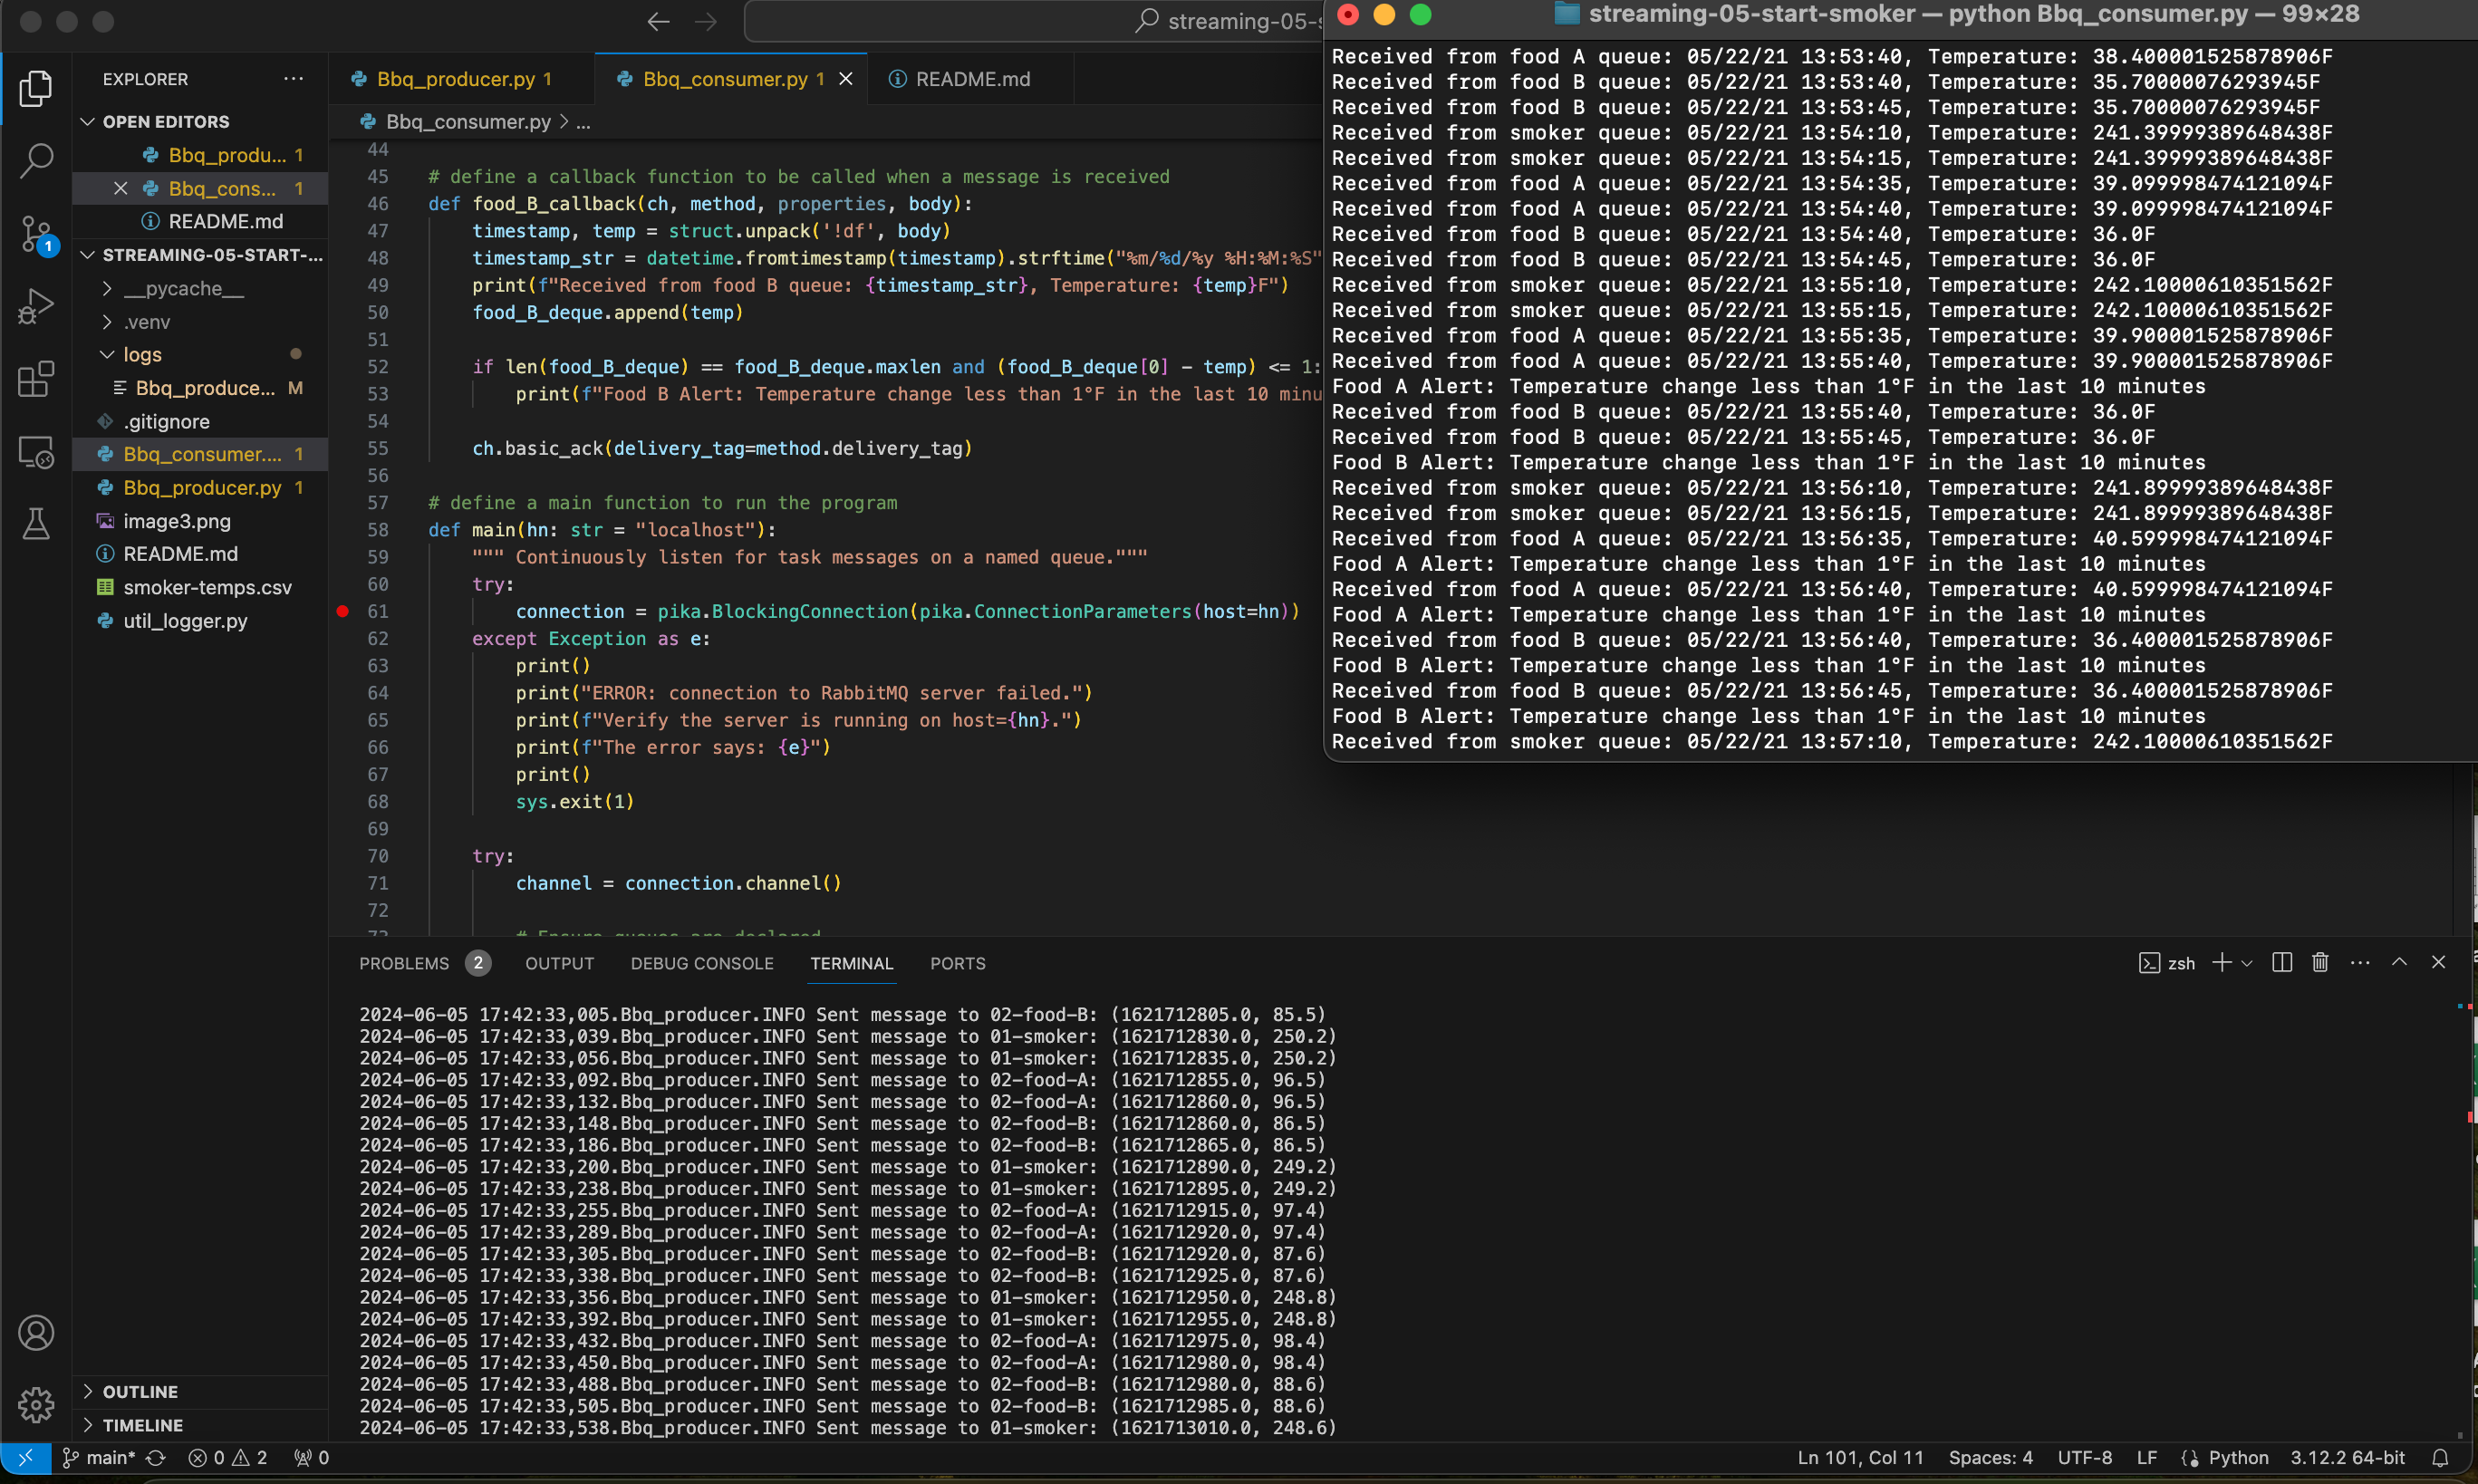 streaming-05-s
EXPLORER
OPEN EDITORS
Bbq_produ... 1
Bbq_cons... 1
README.md
STREAMING-05-START-...
__pycache__
.venv
logs
Bbq_produce... M
.gitignore
Bbq_consumer.... 1
Bbq_producer.py 1
image3.png
README.md
smoker-temps.csv
util_logger.py
1
OUTLINE
TIMELINE
Bbq_producer.py 1 Bbq_consumer.py 1 README.md
Bbq_consumer.py > ...
44
45 # define a callback function to be called when a message is received
46 def food_B_callback(ch, method, properties, body):
47 timestamp, temp = struct.unpack('!df', body)
48 timestamp_str = datetime.fromtimestamp(timestamp).strftime("%m/%d/%y %H:%M:%S"
49 print(f"Received from food B queue: {timestamp_str}, Temperature: {temp}F")
50 food_B_deque.append(temp)
51
52 if len(food_B_deque) == food_B_deque.maxlen and (food_B_deque[0] - temp) <= 1:
53 print(f"Food B Alert: Temperature change less than 1°F in the last 10 minu
54
55 ch.basic_ack(delivery_tag=method.delivery_tag)
56
57 # define a main function to run the program
58 def main(hn: str = "localhost"):
59 """ Continuously listen for task messages on a named queue."""
60 try:
61 connection = pika.BlockingConnection(pika.ConnectionParameters(host=hn))
62 except Exception as e:
63 print()
64 print("ERROR: connection to RabbitMQ server failed.")
65 print(f"Verify the server is running on host={hn}.")
66 print(f"The error says: {e}")
67 print()
68 sys.exit(1)
69
70 try:
71 channel = connection.channel()
72
73 # Ensure queues are declared
streaming-05-start-smoker — python Bbq_consumer.py — 99×28
Received from food A queue: 05/22/21 13:53:40, Temperature: 38.400001525878906F
Received from food B queue: 05/22/21 13:53:40, Temperature: 35.70000076293945F
Received from food B queue: 05/22/21 13:53:45, Temperature: 35.70000076293945F
Received from smoker queue: 05/22/21 13:54:10, Temperature: 241.39999389648438F
Received from smoker queue: 05/22/21 13:54:15, Temperature: 241.39999389648438F
Received from food A queue: 05/22/21 13:54:35, Temperature: 39.099998474121094F
Received from food A queue: 05/22/21 13:54:40, Temperature: 39.099998474121094F
Received from food B queue: 05/22/21 13:54:40, Temperature: 36.0F
Received from food B queue: 05/22/21 13:54:45, Temperature: 36.0F
Received from smoker queue: 05/22/21 13:55:10, Temperature: 242.10000610351562F
Received from smoker queue: 05/22/21 13:55:15, Temperature: 242.10000610351562F
Received from food A queue: 05/22/21 13:55:35, Temperature: 39.900001525878906F
Received from food A queue: 05/22/21 13:55:40, Temperature: 39.900001525878906F
Food A Alert: Temperature change less than 1°F in the last 10 minutes
Received from food B queue: 05/22/21 13:55:40, Temperature: 36.0F
Received from food B queue: 05/22/21 13:55:45, Temperature: 36.0F
Food B Alert: Temperature change less than 1°F in the last 10 minutes
Received from smoker queue: 05/22/21 13:56:10, Temperature: 241.89999389648438F
Received from smoker queue: 05/22/21 13:56:15, Temperature: 241.89999389648438F
Received from food A queue: 05/22/21 13:56:35, Temperature: 40.599998474121094F
Food A Alert: Temperature change less than 1°F in the last 10 minutes
Received from food A queue: 05/22/21 13:56:40, Temperature: 40.599998474121094F
Food A Alert: Temperature change less than 1°F in the last 10 minutes
Received from food B queue: 05/22/21 13:56:40, Temperature: 36.400001525878906F
Food B Alert: Temperature change less than 1°F in the last 10 minutes
Received from food B queue: 05/22/21 13:56:45, Temperature: 36.400001525878906F
Food B Alert: Temperature change less than 1°F in the last 10 minutes
Received from smoker queue: 05/22/21 13:57:10, Temperature: 242.10000610351562F
PROBLEMS 2 OUTPUT DEBUG CONSOLE TERMINAL PORTS zsh
2024-06-05 17:42:33,005.Bbq_producer.INFO Sent message to 02-food-B: (1621712805.0, 85.5)
2024-06-05 17:42:33,039.Bbq_producer.INFO Sent message to 01-smoker: (1621712830.0, 250.2)
2024-06-05 17:42:33,056.Bbq_producer.INFO Sent message to 01-smoker: (1621712835.0, 250.2)
2024-06-05 17:42:33,092.Bbq_producer.INFO Sent message to 02-food-A: (1621712855.0, 96.5)
2024-06-05 17:42:33,132.Bbq_producer.INFO Sent message to 02-food-A: (1621712860.0, 96.5)
2024-06-05 17:42:33,148.Bbq_producer.INFO Sent message to 02-food-B: (1621712860.0, 86.5)
2024-06-05 17:42:33,186.Bbq_producer.INFO Sent message to 02-food-B: (1621712865.0, 86.5)
2024-06-05 17:42:33,200.Bbq_producer.INFO Sent message to 01-smoker: (1621712890.0, 249.2)
2024-06-05 17:42:33,238.Bbq_producer.INFO Sent message to 01-smoker: (1621712895.0, 249.2)
2024-06-05 17:42:33,255.Bbq_producer.INFO Sent message to 02-food-A: (1621712915.0, 97.4)
2024-06-05 17:42:33,289.Bbq_producer.INFO Sent message to 02-food-A: (1621712920.0, 97.4)
2024-06-05 17:42:33,305.Bbq_producer.INFO Sent message to 02-food-B: (1621712920.0, 87.6)
2024-06-05 17:42:33,338.Bbq_producer.INFO Sent message to 02-food-B: (1621712925.0, 87.6)
2024-06-05 17:42:33,356.Bbq_producer.INFO Sent message to 01-smoker: (1621712950.0, 248.8)
2024-06-05 17:42:33,392.Bbq_producer.INFO Sent message to 01-smoker: (1621712955.0, 248.8)
2024-06-05 17:42:33,432.Bbq_producer.INFO Sent message to 02-food-A: (1621712975.0, 98.4)
2024-06-05 17:42:33,450.Bbq_producer.INFO Sent message to 02-food-A: (1621712980.0, 98.4)
2024-06-05 17:42:33,488.Bbq_producer.INFO Sent message to 02-food-B: (1621712980.0, 88.6)
2024-06-05 17:42:33,505.Bbq_producer.INFO Sent message to 02-food-B: (1621712985.0, 88.6)
2024-06-05 17:42:33,538.Bbq_producer.INFO Sent message to 01-smoker: (1621713010.0, 248.6)
main* 0 2 0 Ln 101, Col 11 Spaces: 4 UTF-8 LF Python 3.12.2 64-bit